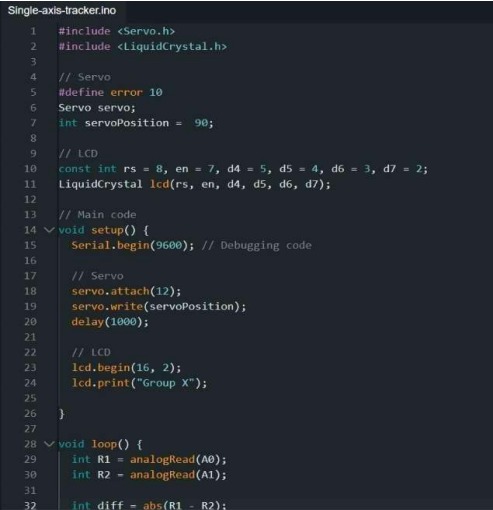 Single-axis-tracker.ino
1 #include <Servo.h>
2 #include <LiquidCrystal.h>
3
4 // Servo
5 #define error 10
6 Servo servo;
7 int servoPosition =  90;
8
9 // LCD
10 const int rs = 8, en = 7, d4 = 5, d5 = 4, d6 = 3, d7 = 2;
11 LiquidCrystal lcd(rs, en, d4, d5, d6, d7);
12
13 // Main code
14 void setup() {
15   Serial.begin(9600); // Debugging code
16
17   // Servo
18   servo.attach(12);
19   servo.write(servoPosition);
20   delay(1000);
21
22   // LCD
23   lcd.begin(16, 2);
24   lcd.print("Group X");
25
26 }
27
28 void loop() {
29   int R1 = analogRead(A0);
30   int R2 = analogRead(A1);
31
32   int diff = abs(R1 - R2);